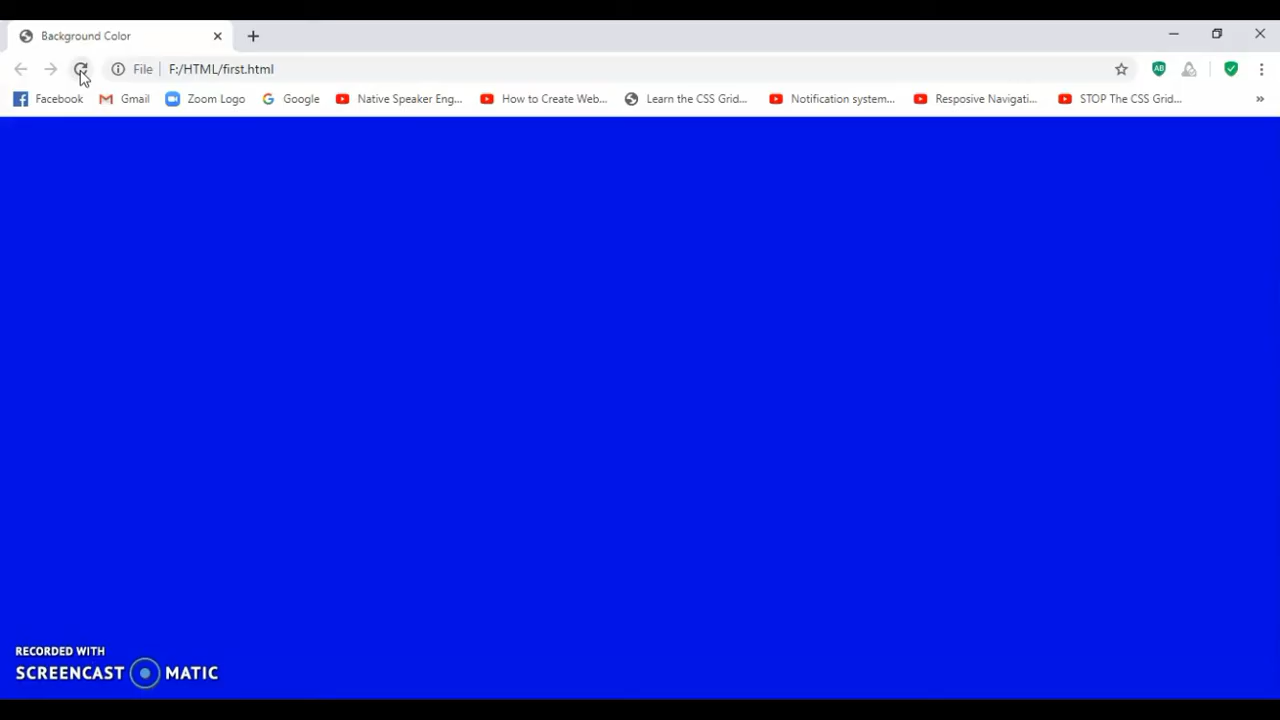 Background Color
File F:/HTML/first.html
Facebook Gmail Zoom Logo Google Native Speaker Eng... How to Create Web... Learn the CSS Grid... Notification system... Resposive Navigati... STOP The CSS Grid... »
RECORDED WITH
SCREENCAST MATIC